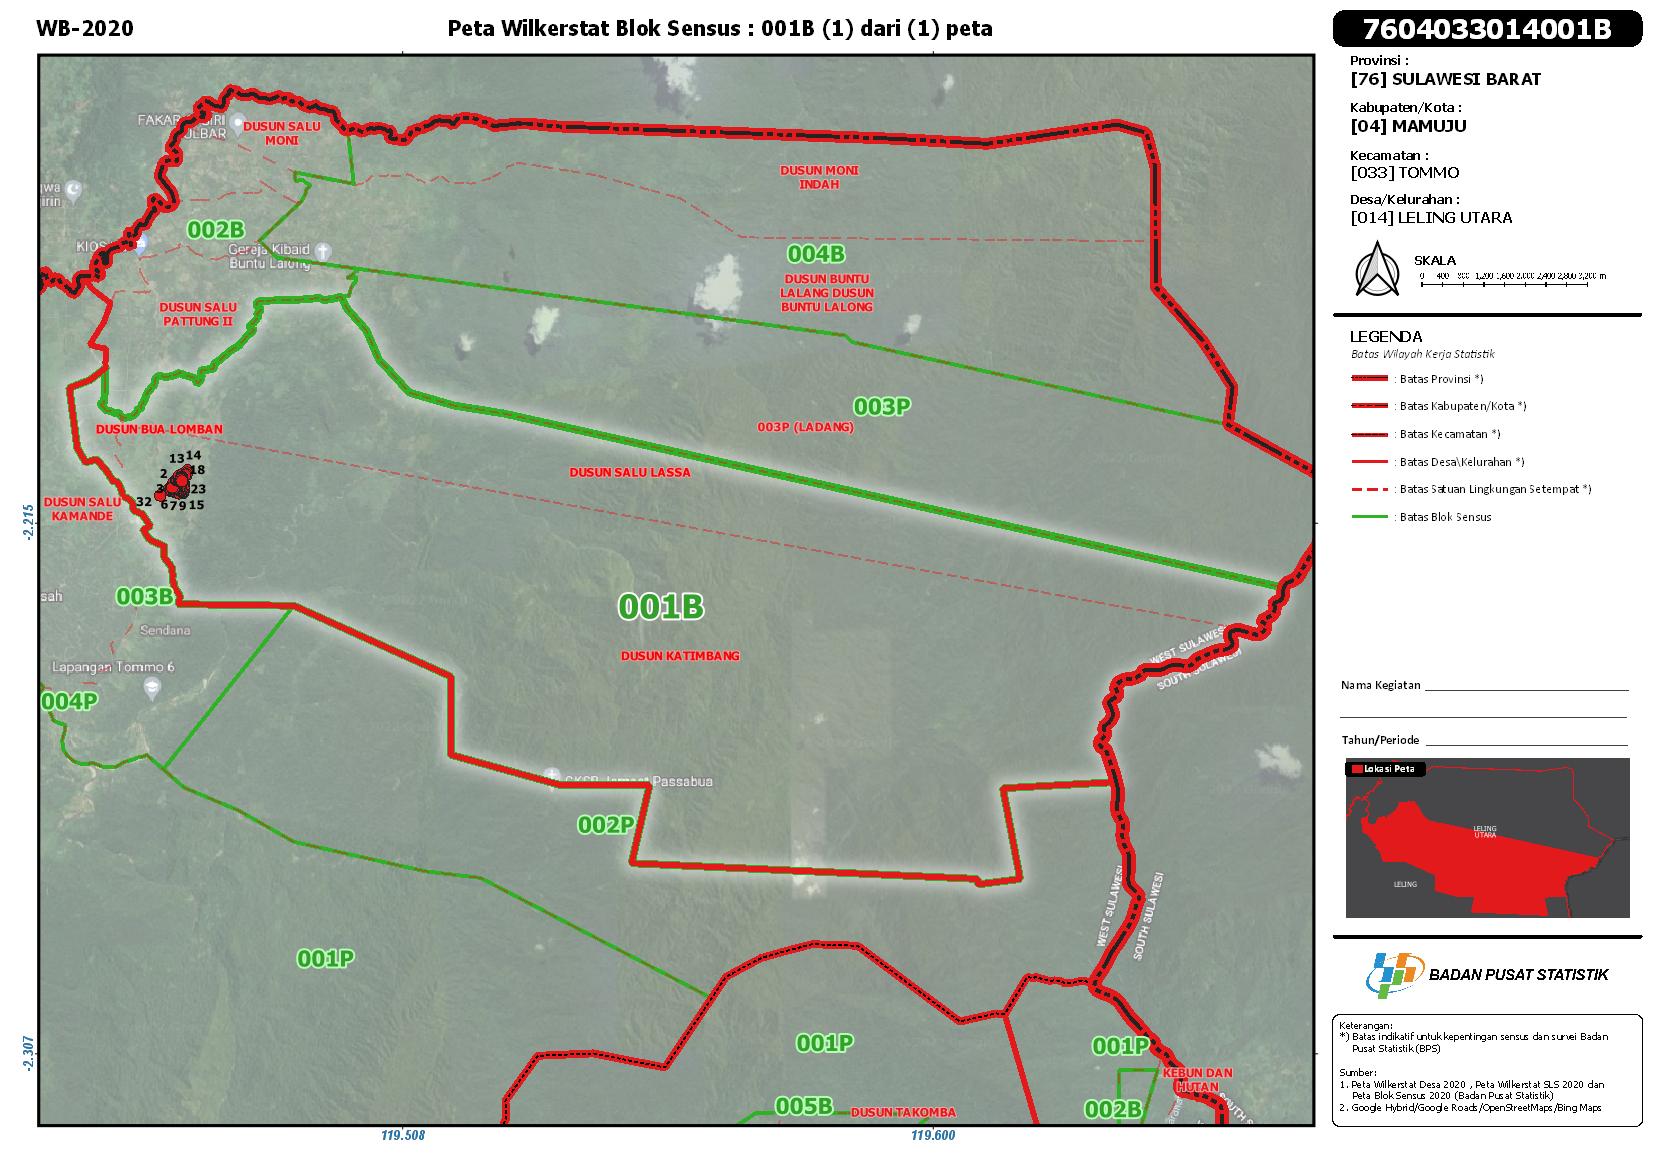 WB-2020
Peta Wilkerstat Blok Sensus : 001B (1) dari (1) peta
7604033014001B
Provinsi :
[76] SULAWESI BARAT
Kabupaten/Kota :
[04] MAMUJU
Kecamatan :
[033] TOMMO
Desa/Kelurahan :
[014] LELING UTARA
SKALA
0 400 800 1,200 1,600 2,000 2,400 2,800 3,200 m
LEGENDA
Batas Wilayah Kerja Statistik
: Batas Provinsi *)
: Batas Kabupaten/Kota *)
: Batas Kecamatan *)
: Batas Desa\Kelurahan *)
: Batas Satuan Lingkungan Setempat *)
: Batas Blok Sensus
Nama Kegiatan
Tahun/Periode
Lokasi Peta
LELING
UTARA
LELING
BADAN PUSAT STATISTIK
Keterangan:
*) Batas indikatif untuk kepentingan sensus dan survei Badan
Pusat Statistik (BPS)
Sumber:
1. Peta Wilkerstat Desa 2020 , Peta Wilkerstat SLS 2020 dan
Peta Blok Sensus 2020 (Badan Pusat Statistik)
2. Google Hybrid/Google Roads/OpenStreetMaps/Bing Maps
DUSUN SALU
MONI
DUSUN MONI
INDAH
002B
Gereja Kibaid
Buntu Lalong
004B
DUSUN BUNTU
LALANG DUSUN
BUNTU LALONG
DUSUN SALU
PATTUNG II
003P
003P (LADANG)
DUSUN BUA LOMBAN
DUSUN SALU LASSA
13 14
2 18
3 23
32 6 7 9 15
DUSUN SALU
KAMANDE
003B
001B
Sendana
DUSUN KATIMBANG
WEST SULAWESI
SOUTH SULAWESI
Lapangan Tommo 6
004P
Passabua
002P
WEST SULAWESI
SOUTH SULAWESI
001P
001P
001P
KEBUN DAN
HUTAN
005B
DUSUN TAKOMBA
002B
-2.215
-2.307
119.508
119.600